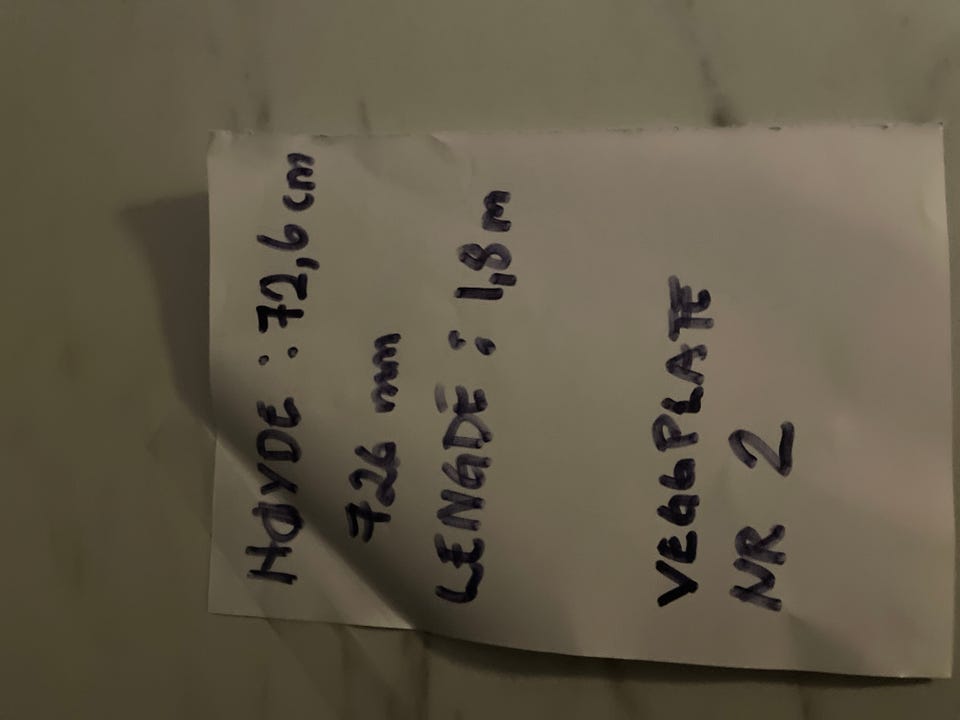 HØYDE : 72,6 cm
726 mm
LENGDE : 1,8 m
VEGGPLATE
NR 2